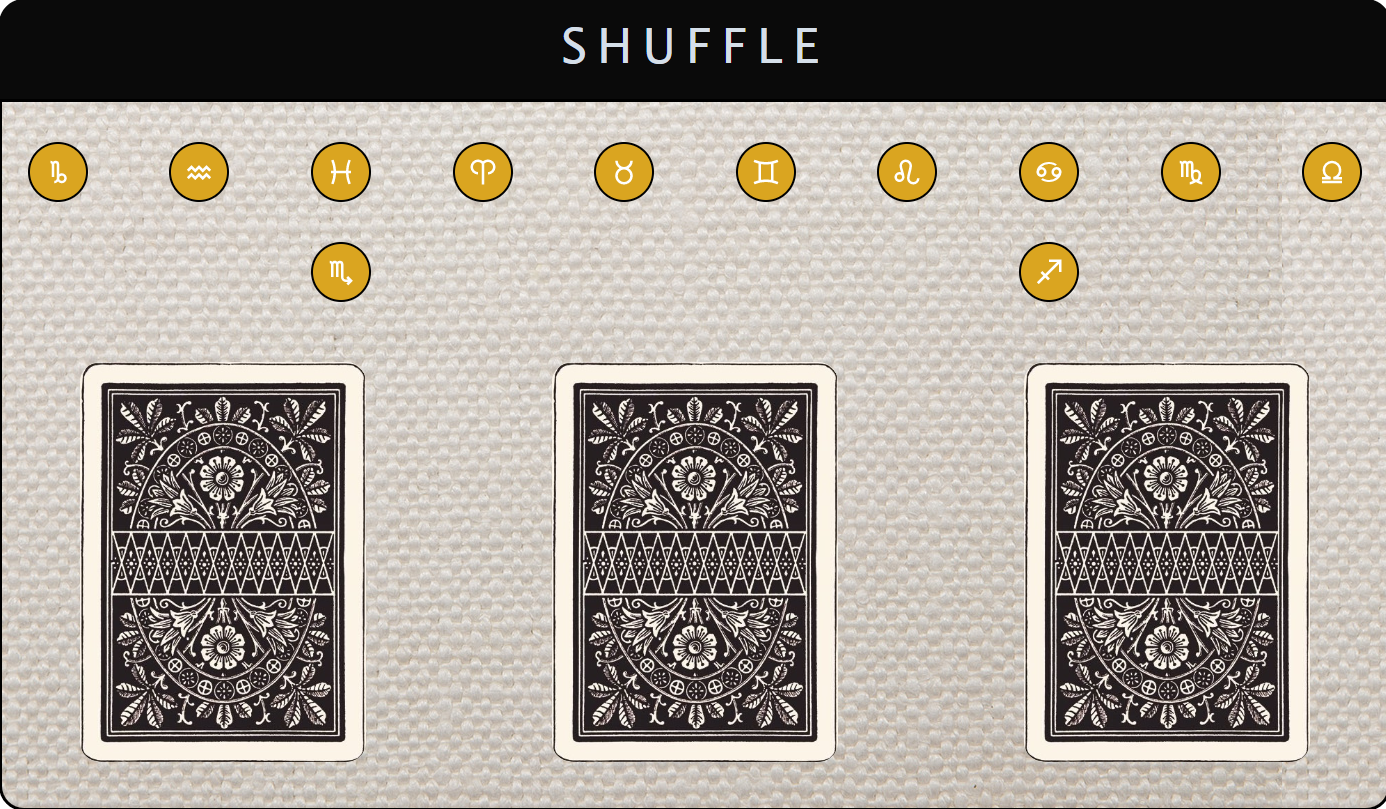 SHUFFLE
♑ ♒ ♓ ♈ ♉ ♊ ♌ ♋ ♍ ♎
♏ ♐